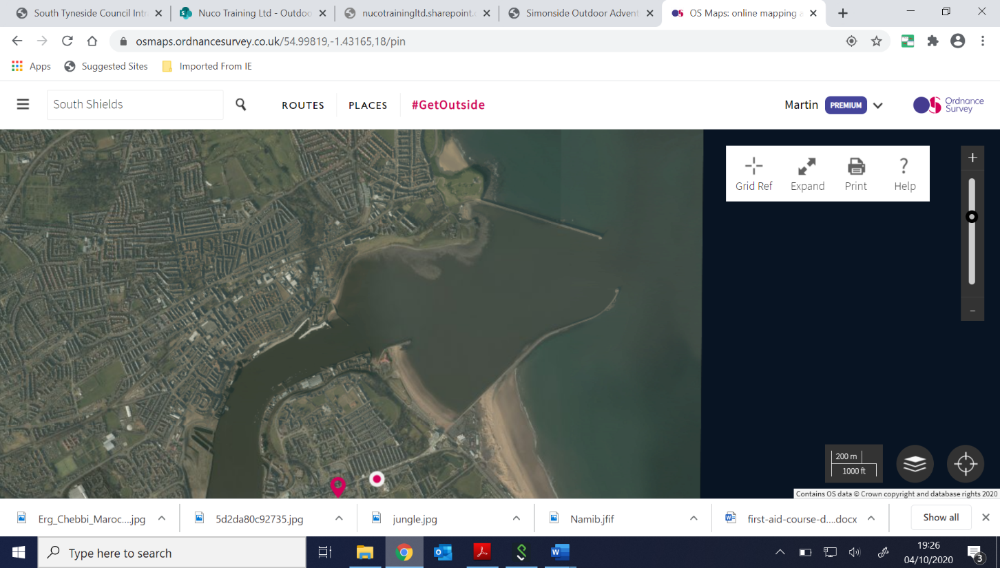 South Tyneside Council Intr
Nuco Training Ltd - Outdoo
nucotrainingltd.sharepoint.c
Simonside Outdoor Advent
OS Maps: online mapping a
osmaps.ordnancesurvey.co.uk/54.99819,-1.43165,18/pin
Apps
Suggested Sites
Imported From IE
South Shields
ROUTES
PLACES
#GetOutside
Martin
PREMIUM
Ordnance
Survey
Grid Ref
Expand
Print
Help
200 m
1000 ft
Contains OS data © Crown copyright and database rights 2020
Erg_Chebbi_Maroc....jpg
5d2da80c92735.jpg
jungle.jpg
Namib.jfif
first-aid-course-d....docx
Show all
Type here to search
19:26
04/10/2020
3